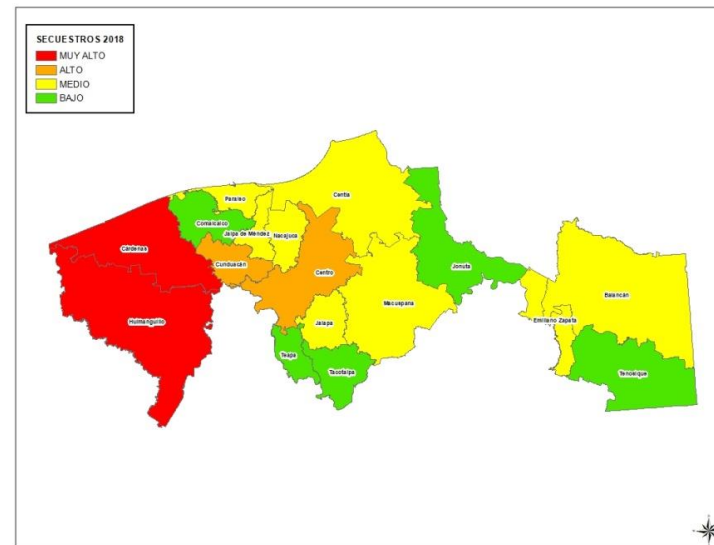 SECUESTROS 2018
MUY ALTO
ALTO
MEDIO
BAJO
Centla
Paraíso
Comalcalco
Jalpa de Méndez
Nacajuca
Cárdenas
Cunduacán
Centro
Jonuta
Macuspana
Balancán
Huimanguillo
Jalapa
Emiliano Zapata
Teapa
Tacotalpa
Tenosique